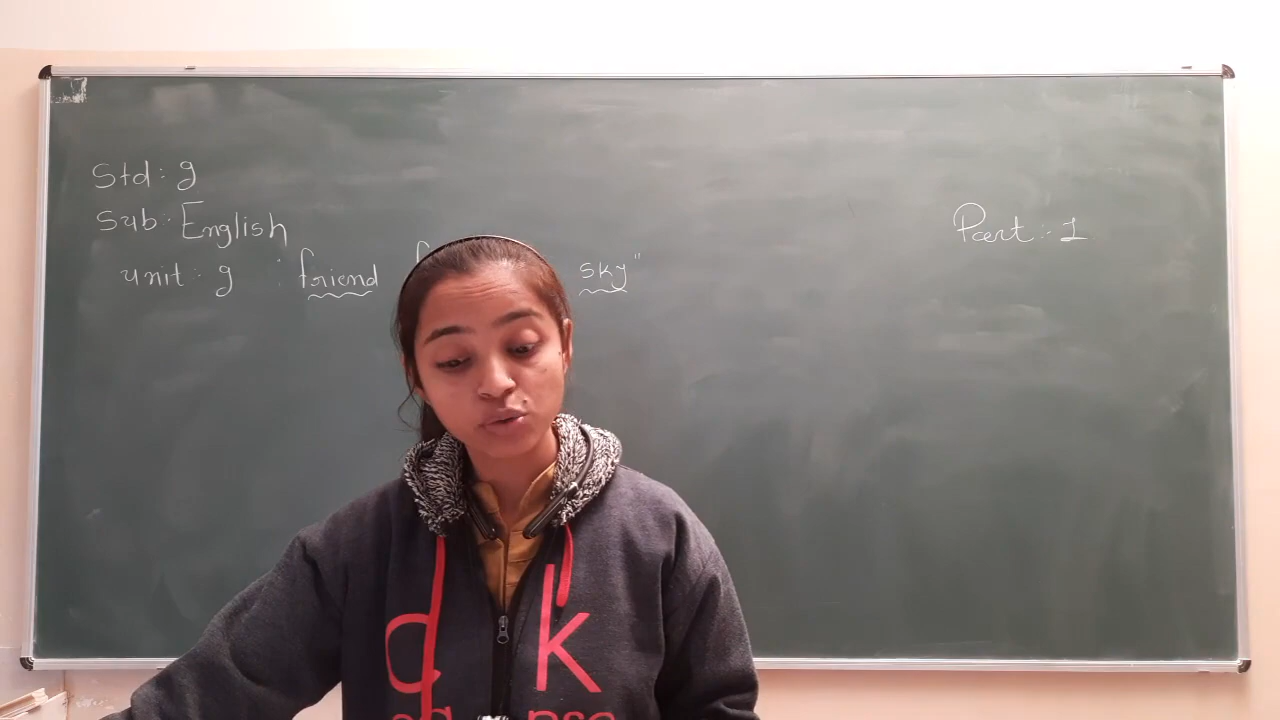 Std : 9
Sub : English
Part :- 1
unit : 9 : friend sky"
C k